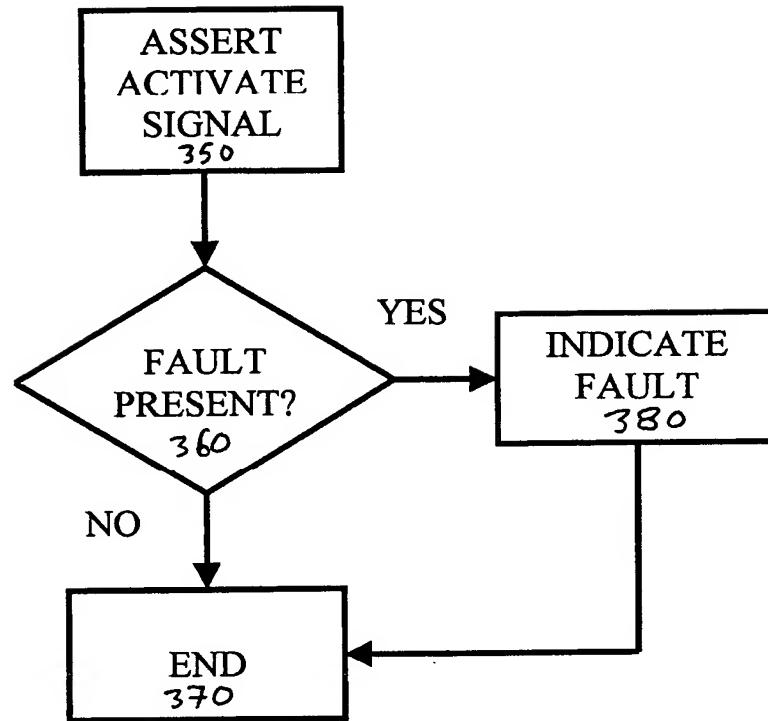 ASSERT
ACTIVATE
SIGNAL
350
FAULT
PRESENT?
360
YES
INDICATE
FAULT
380
NO
END
370